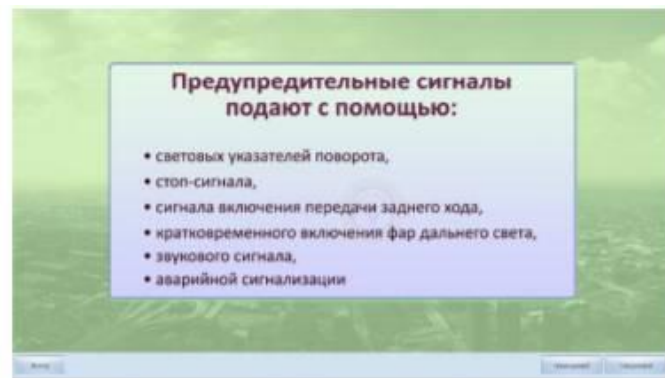 Предупредительные сигналы
подают с помощью:
• световых указателей поворота,
• стоп-сигнала,
• сигнала включения передачи заднего хода,
• кратковременного включения фар дальнего света,
• звукового сигнала,
• аварийной сигнализации